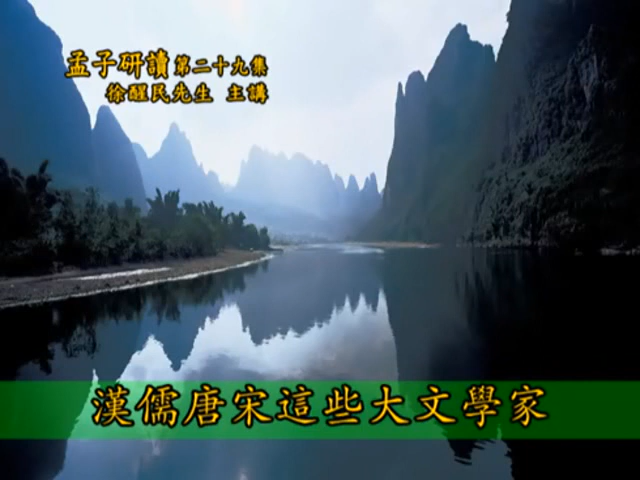 孟子研讀 第二十九集
徐醒民先生 主講
漢儒唐宋這些大文學家